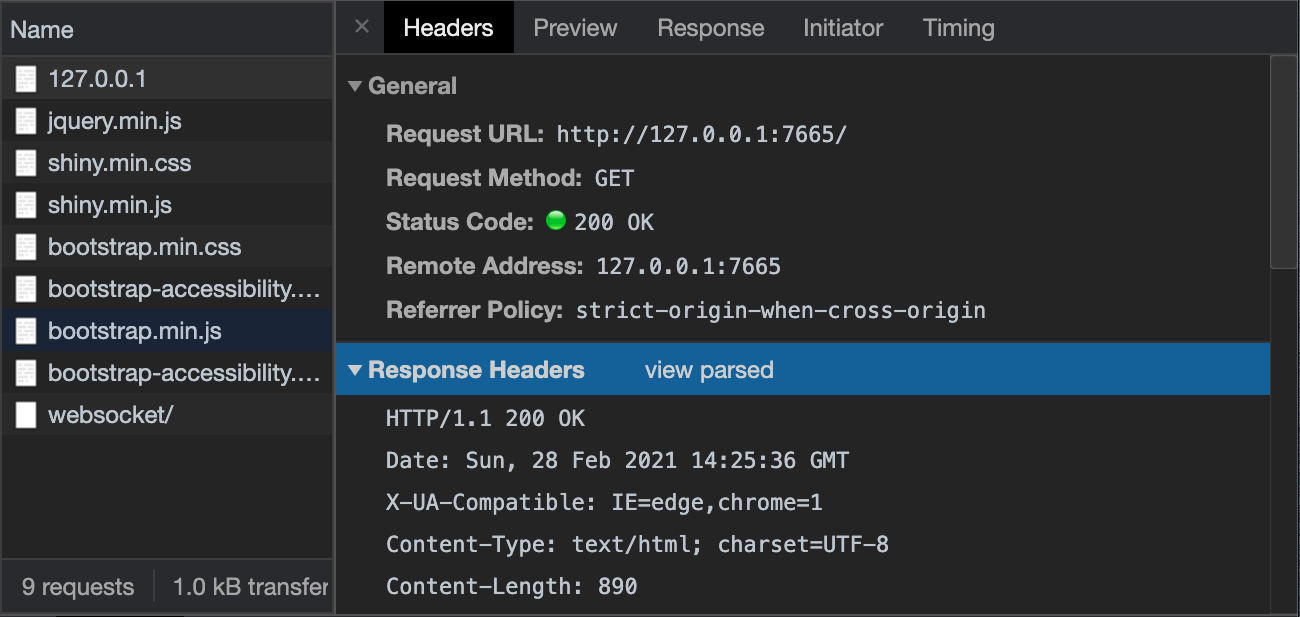 Name
127.0.0.1
jquery.min.js
shiny.min.css
shiny.min.js
bootstrap.min.css
bootstrap-accessibility....
bootstrap.min.js
bootstrap-accessibility....
websocket/
9 requests 1.0 kB transfer
× Headers Preview Response Initiator Timing
▼ General
Request URL: http://127.0.0.1:7665/
Request Method: GET
Status Code: 200 OK
Remote Address: 127.0.0.1:7665
Referrer Policy: strict-origin-when-cross-origin
▼ Response Headers view parsed
HTTP/1.1 200 OK
Date: Sun, 28 Feb 2021 14:25:36 GMT
X-UA-Compatible: IE=edge,chrome=1
Content-Type: text/html; charset=UTF-8
Content-Length: 890